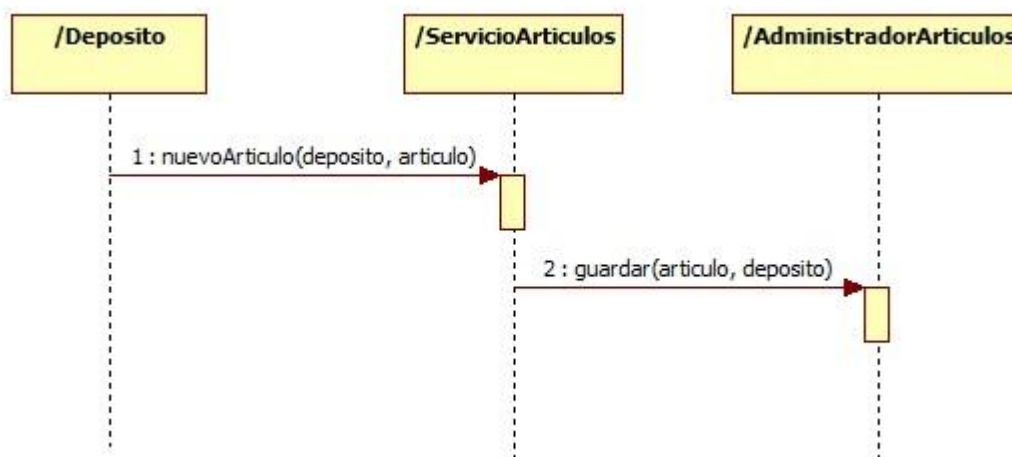 /Deposito
/ServicioArticulos
/AdministradorArticulos
1 : nuevoArticulo(deposito, articulo)
2 : guardar(articulo, deposito)